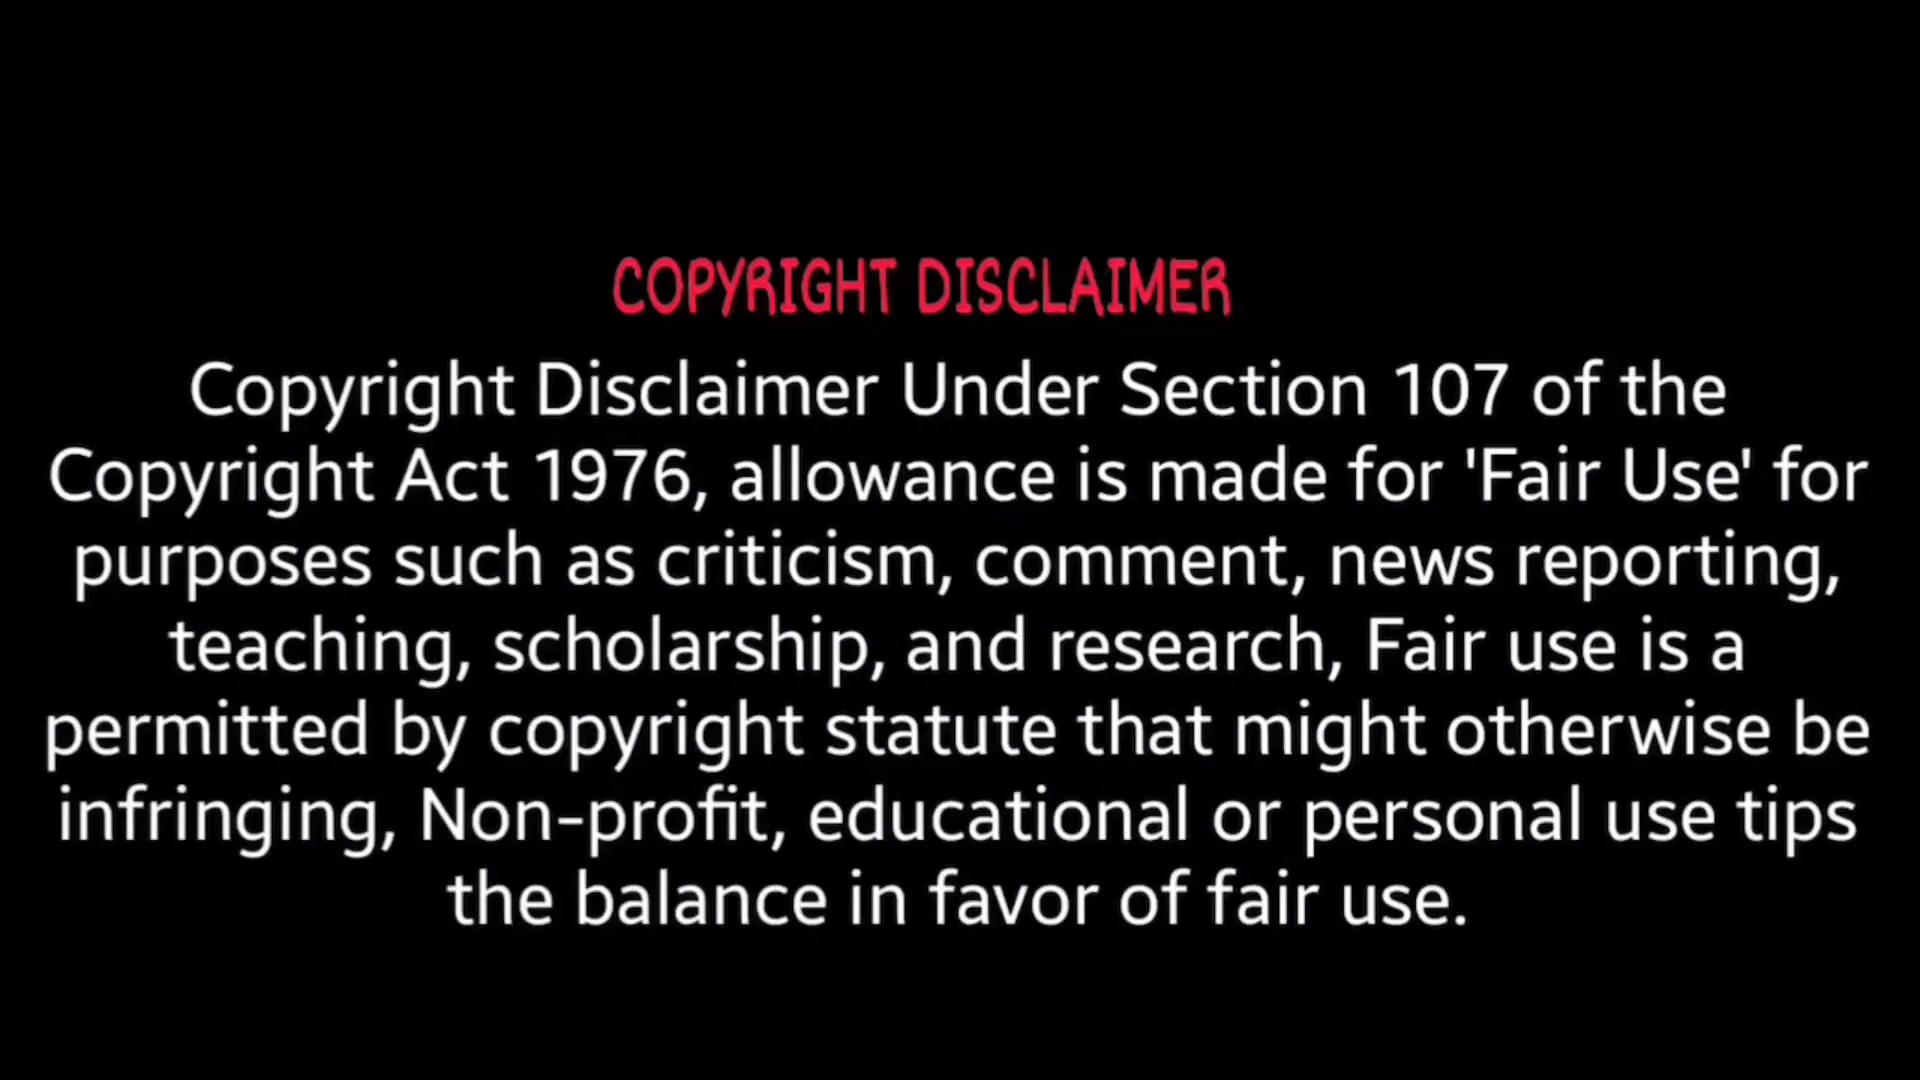 COPYRIGHT DISCLAIMER
Copyright Disclaimer Under Section 107 of the
Copyright Act 1976, allowance is made for 'Fair Use' for
purposes such as criticism, comment, news reporting,
teaching, scholarship, and research, Fair use is a
permitted by copyright statute that might otherwise be
infringing, Non-profit, educational or personal use tips
the balance in favor of fair use.